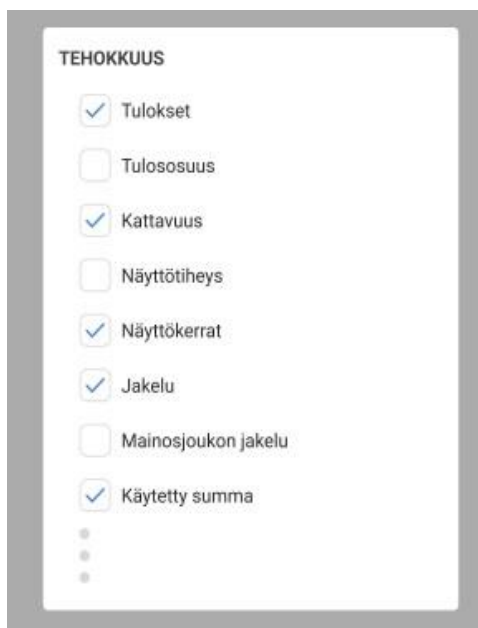 TEHOKKUUS
Tulokset
Tulososuus
Kattavuus
Näyttötiheys
Näyttökerrat
Jakelu
Mainosjoukon jakelu
Käytetty summa